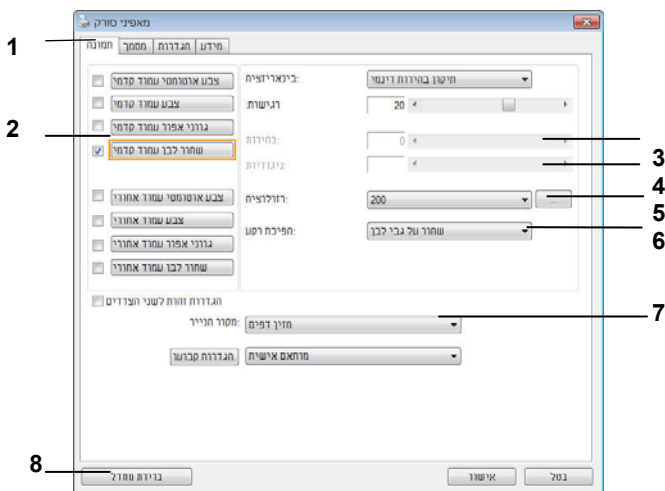 מאפיני סורק
1
תמונה מסמך הגדרות מידע
2
צבע אוטומטי עמוד קדמי
צבע עמוד קדמי
גווני אפור עמוד קדמי
שחור לבן עמוד קדמי
צבע אוטומטי עמוד אחורי
צבע עמוד אחורי
גווני אפור עמוד אחורי
שחור לבן עמוד אחורי
בינאריזציה: תיקון בהירות דינמי
רגישות: 20
בהירות: 0
3
ניגודיות:
4
רזולוציה: 200 ...
5
הפיכת רקע: שחור על גבי לבן
6
הגדרות זהות לשני הצדדים
7
מקור הנייר: מזין דפים
הגדרות קבועו מותאם אישית
8
ברירת מחדל אישור בטל